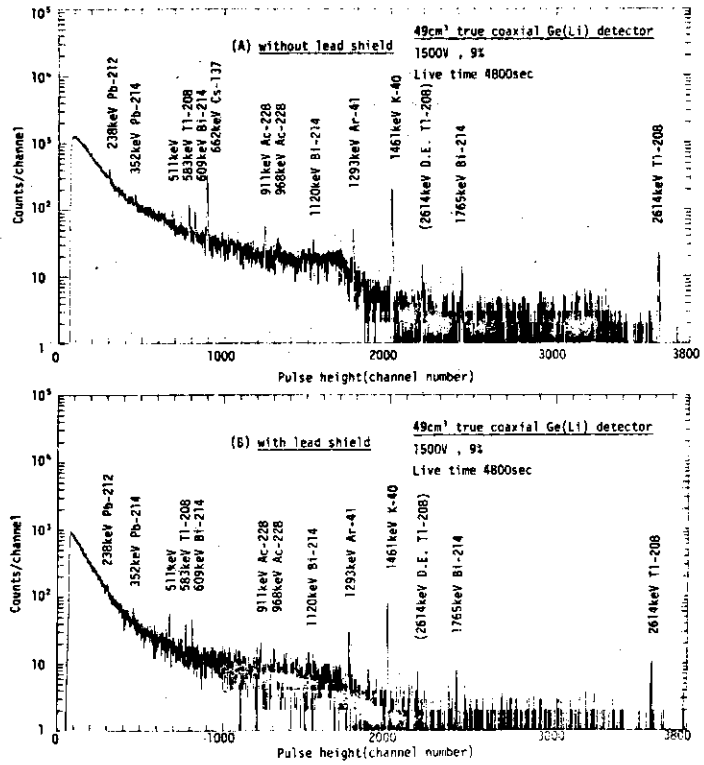 10⁵
10⁴
10³
10²
10
1
Counts/channel
(A) without lead shield
49cm³ true coaxial Ge(Li) detector
1500V , 9%
Live time 4800sec
238keV Pb-212
352keV Pb-214
511keV
583keV Tl-208
609keV Bi-214
662keV Cs-137
911keV Ac-228
968keV Ac-228
1120keV Bi-214
1293keV Ar-41
1461keV K-40
(2614keV D.E. Tl-208)
1765keV Bi-214
2614keV Tl-208
0 1000 2000 3000 3800
Pulse height(channel number)
10⁵
10⁴
10³
10²
10
1
Counts/channel
(B) with lead shield
49cm³ true coaxial Ge(Li) detector
1500V , 9%
Live time 4800sec
238keV Pb-212
352keV Pb-214
511keV
583keV Tl-208
609keV Bi-214
911keV Ac-228
968keV Ac-228
1120keV Bi-214
1293keV Ar-41
1461keV K-40
(2614keV D.E. Tl-208)
1765keV Bi-214
2614keV Tl-208
0 1000 2000 3000 3800
Pulse height(channel number)